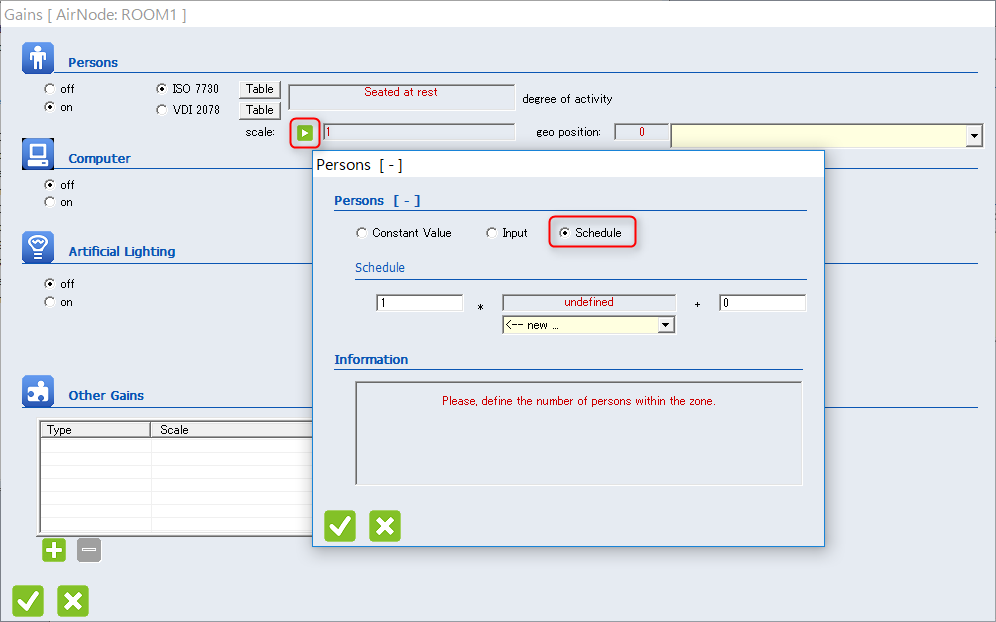 Gains [ AirNode: ROOM1 ]
Persons
off
ISO 7730
Table
Seated at rest
degree of activity
on
VDI 2078
Table
scale:
1
geo position:
0
Computer
off
on
Artificial Lighting
off
on
Other Gains
Type
Scale
Persons [ - ]
Persons [ - ]
Constant Value
Input
Schedule
Schedule
1
*
undefined
+
0
<-- new ...
Information
Please, define the number of persons within the zone.